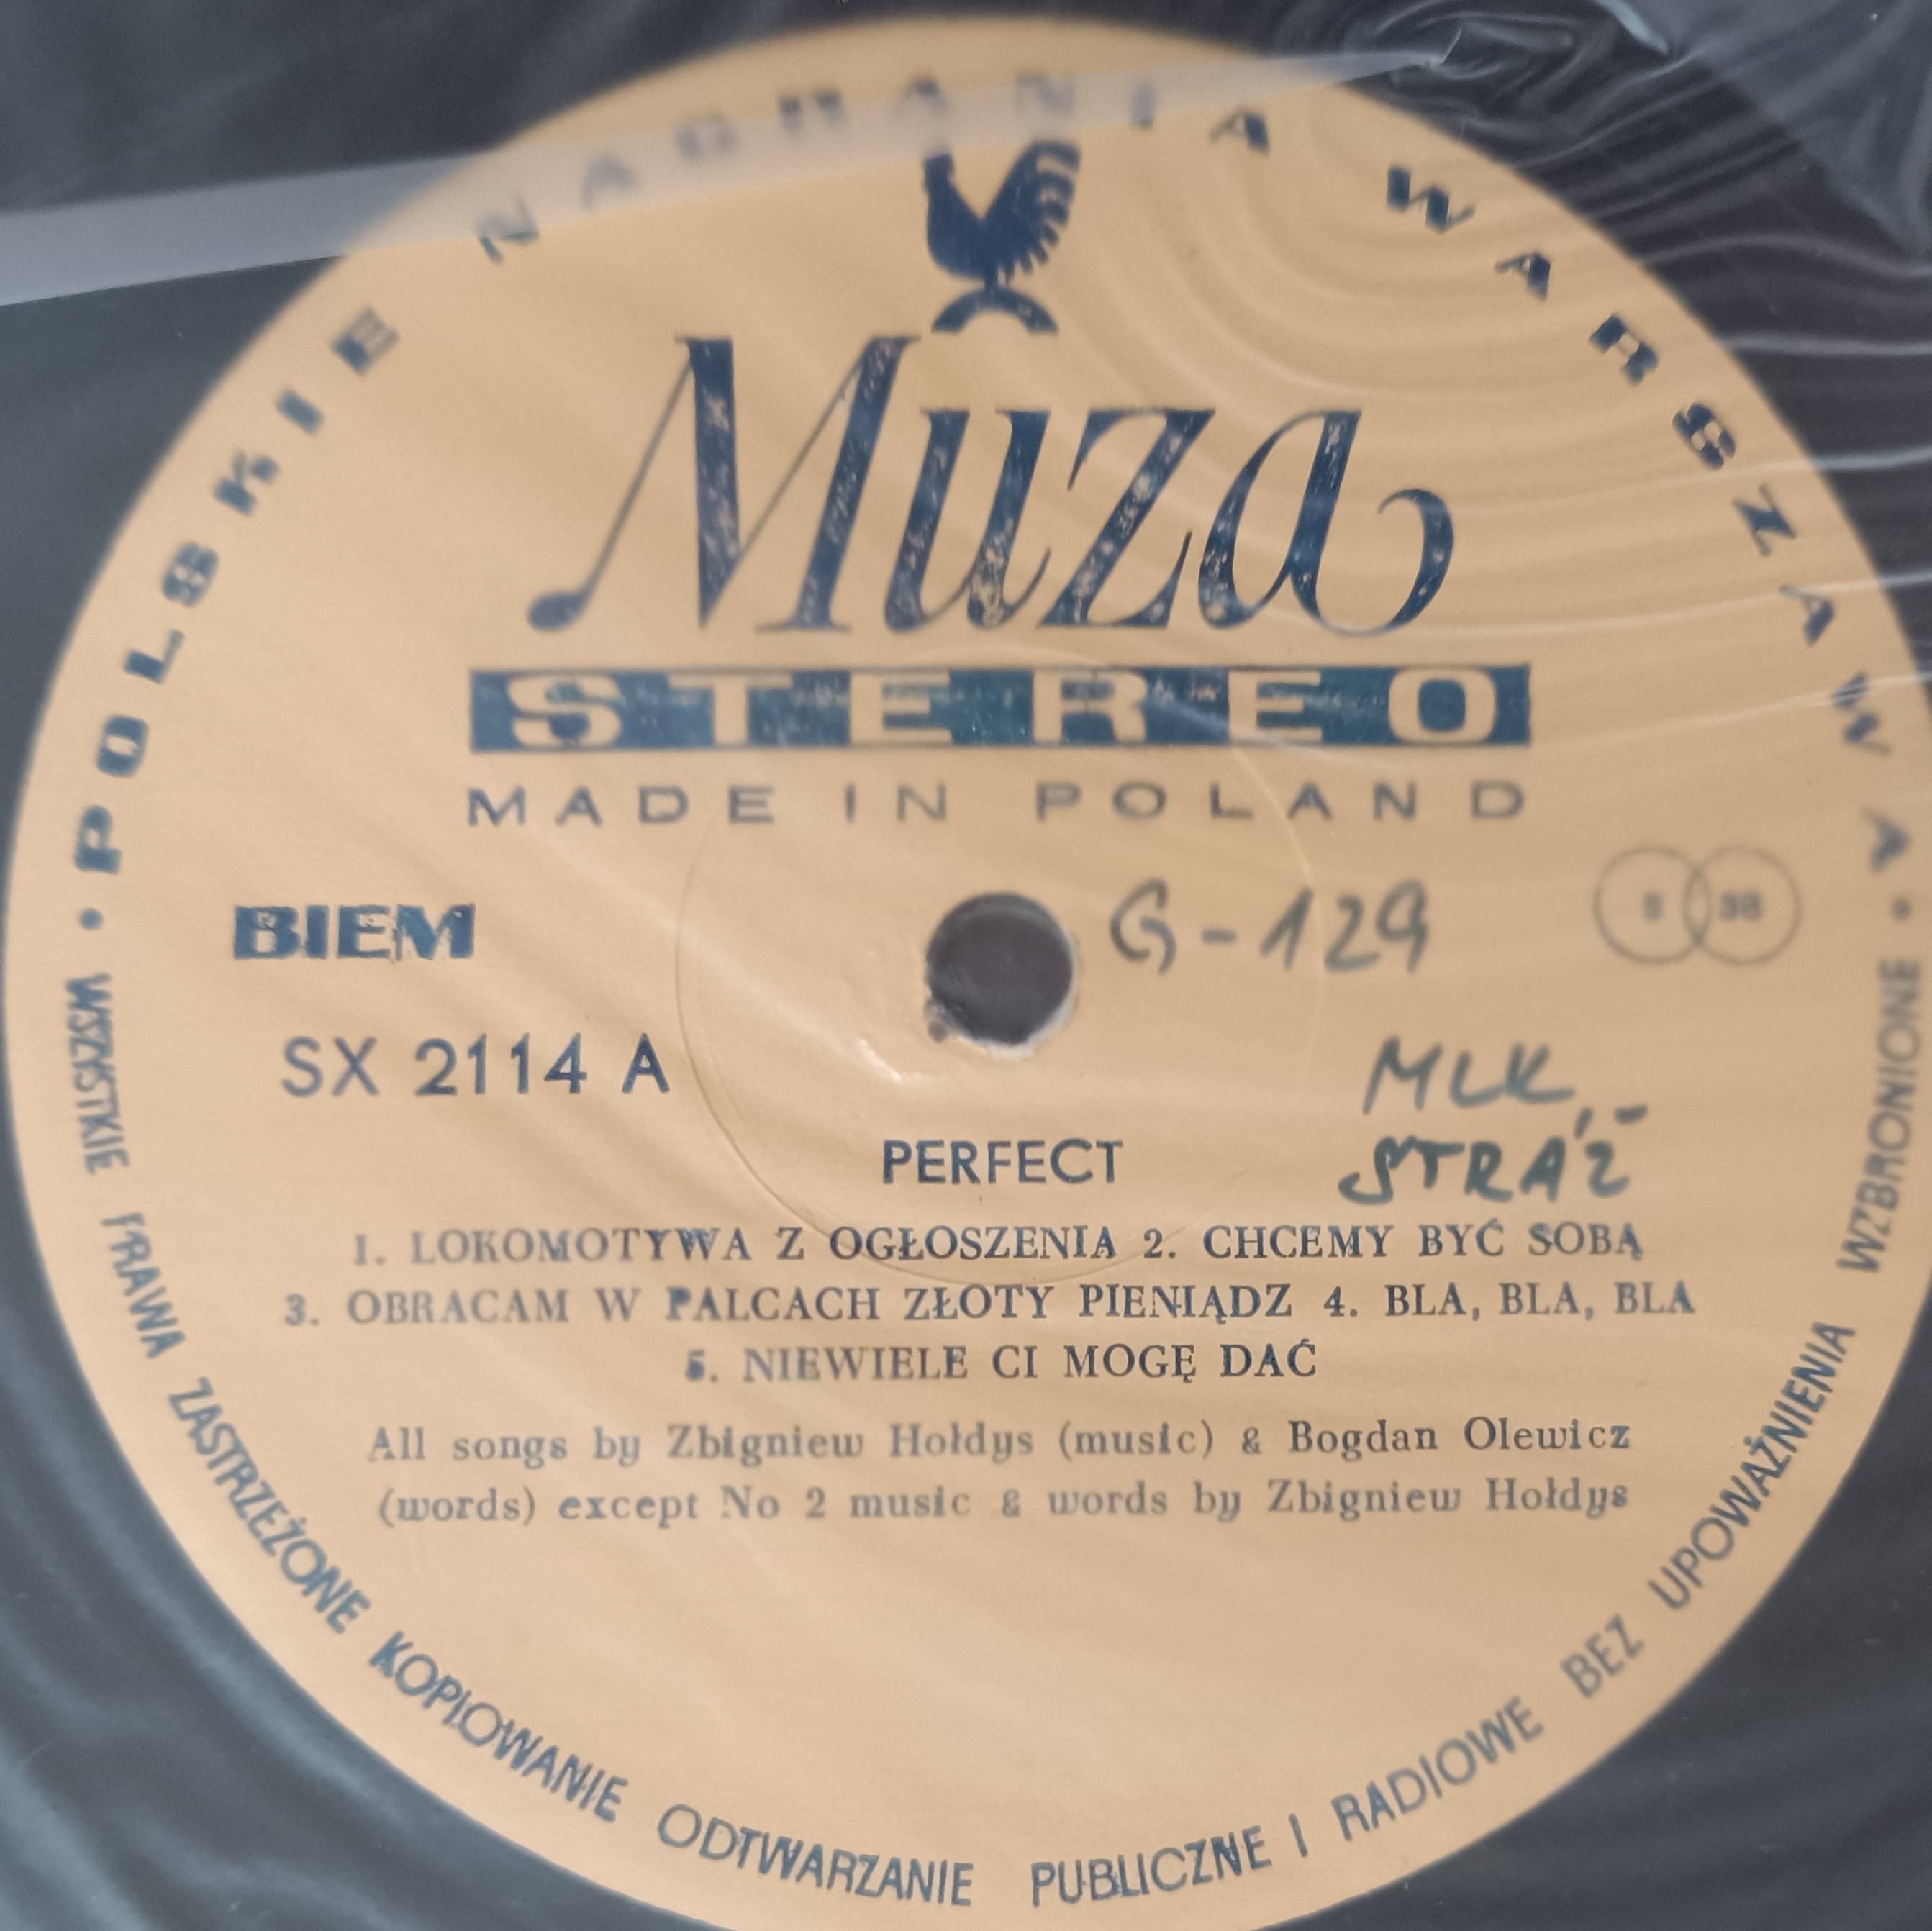 POLSKIE NAGRANIA WARSZAWA
Muza
STEREO
MADE IN POLAND
BIEM
G-129
33
SX 2114 A
MLK
STRAŻ
PERFECT
1. LOKOMOTYWA Z OGŁOSZENIA 2. CHCEMY BYĆ SOBĄ
3. OBRACAM W PALCACH ZŁOTY PIENIĄDZ 4. BLA, BLA, BLA
5. NIEWIELE CI MOGĘ DAĆ
All songs by Zbigniew Hołdys (music) & Bogdan Olewicz
(words) except No 2 music & words by Zbigniew Hołdys
• WSZYSTKIE PRAWA ZASTRZEŻONE KOPIOWANIE ODTWARZANIE PUBLICZNE I RADIOWE BEZ UPOWAŻNIENIA WZBRONIONE •